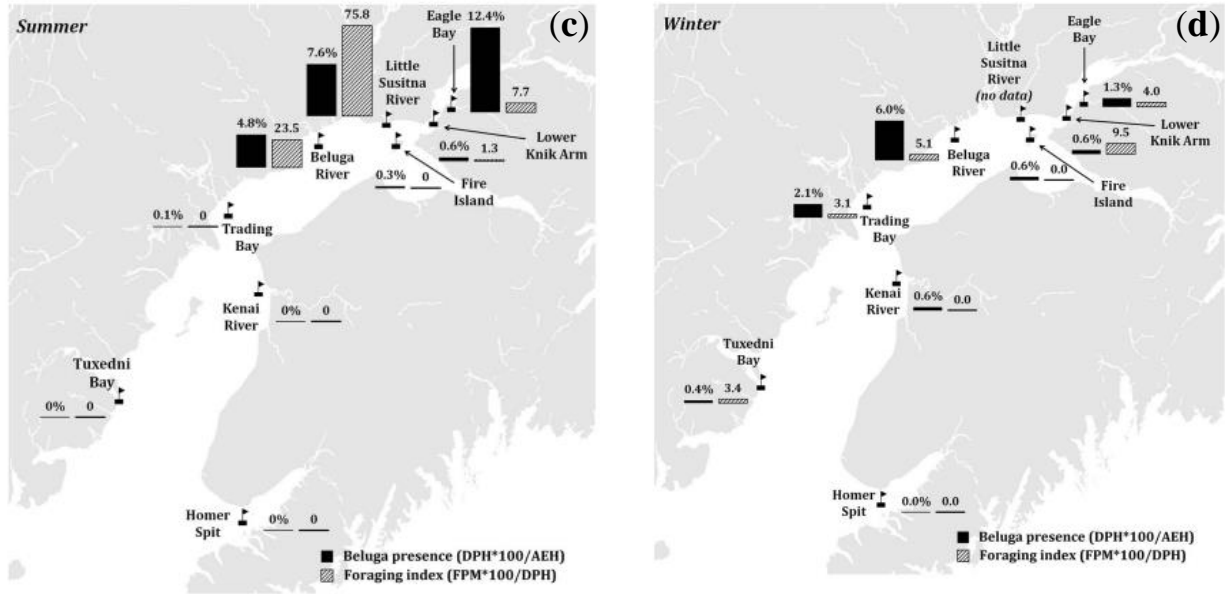 Summer
(c)
75.8
Eagle
Bay
12.4%
7.6%
Little
Susitna
River
7.7
4.8%
23.5
Beluga
River
Lower
Knik Arm
0.6%
1.3
0.3%
0
Fire
Island
0.1%
0
Trading
Bay
Kenai
River
0%
0
Tuxedni
Bay
0%
0
Homer
Spit
0%
0
Beluga presence (DPH*100/AEH)
Foraging index (FPM*100/DPH)
Winter
(d)
Eagle
Bay
Little
Susitna
River
(no data)
1.3%
4.0
6.0%
5.1
Beluga
River
Lower
Knik Arm
0.6%
9.5
0.6%
0.0
Fire
Island
2.1%
3.1
Trading
Bay
Kenai
River
0.6%
0.0
Tuxedni
Bay
0.4%
3.4
Homer
Spit
0.0%
0.0
Beluga presence (DPH*100/AEH)
Foraging index (FPM*100/DPH)